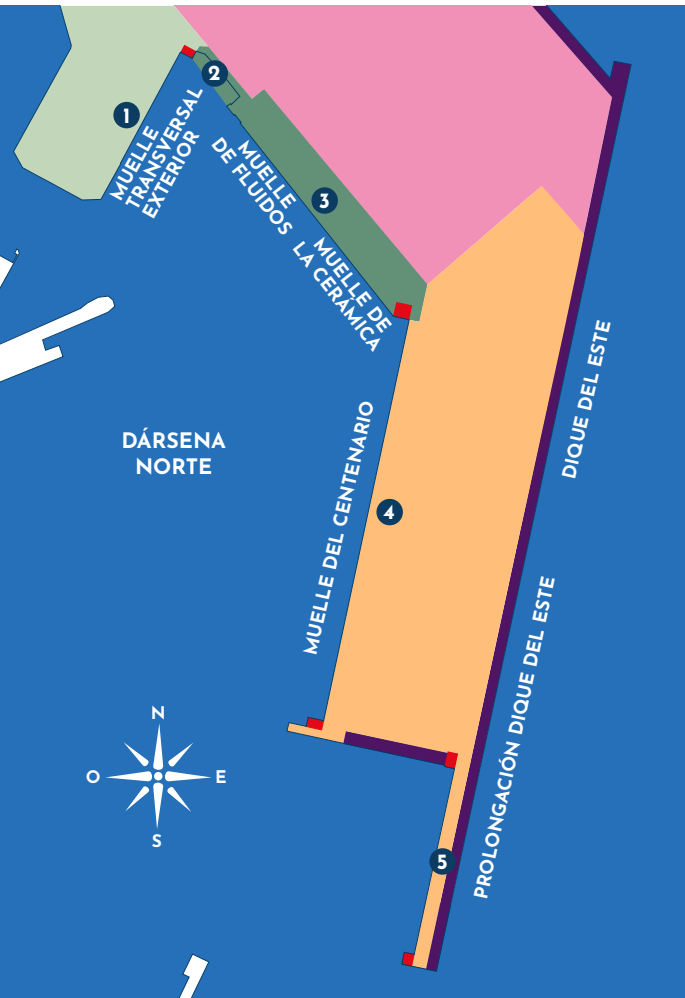 2
1
MUELLE
TRANSVERSAL
EXTERIOR
3
MUELLE
DE FLUIDOS
MUELLE DE
LA CERÁMICA
DIQUE DEL ESTE
DÁRSENA
NORTE
MUELLE DEL CENTENARIO
4
PROLONGACIÓN DIQUE DEL ESTE
N
O
E
S
5